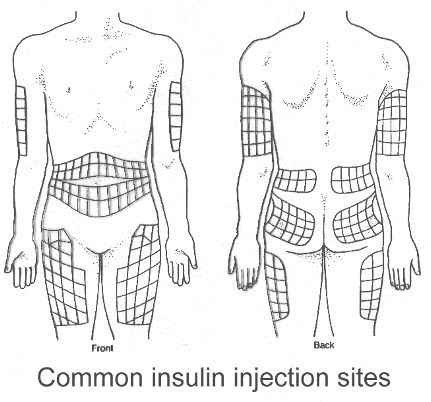 Front
Back
Common insulin injection sites